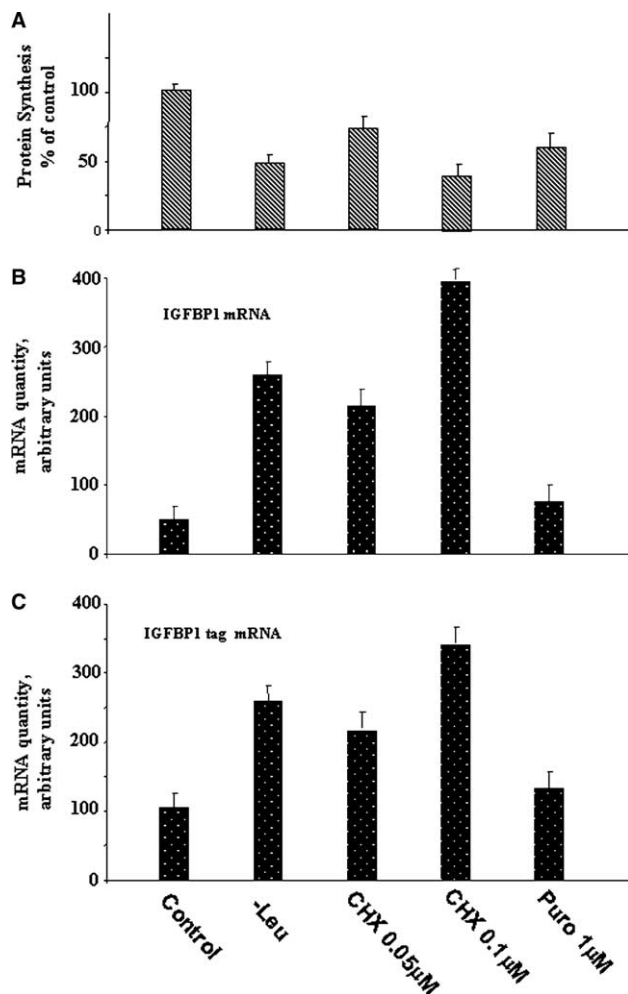 A
Protein Synthesis
% of control
100
50
0
B
mRNA quantity,
arbitrary units
400
300
200
100
0
IGFBP1 mRNA
C
mRNA quantity,
arbitrary units
400
300
200
100
0
IGFBP1 tag mRNA
Control
-Leu
CHX 0.05μM
CHX 0.1μM
Puro 1μM